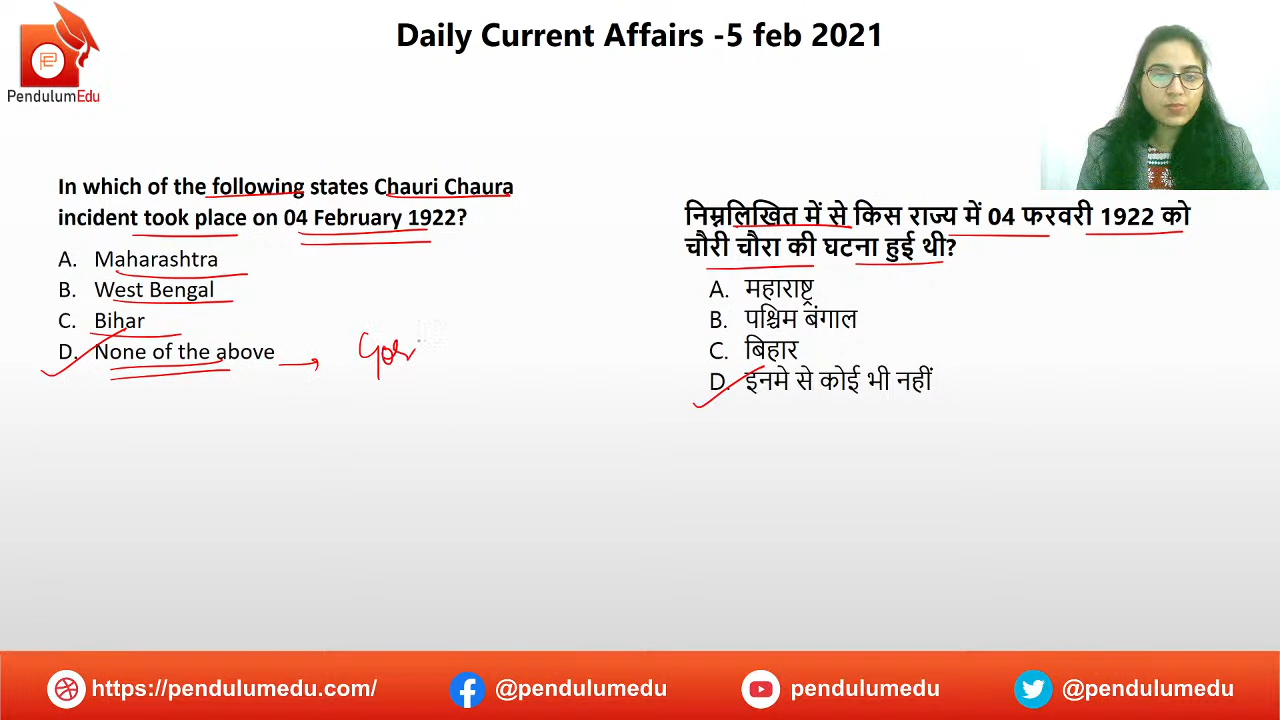 Daily Current Affairs -5 feb 2021
PendulumEdu
In which of the following states Chauri Chaura
incident took place on 04 February 1922?
A. Maharashtra
B. West Bengal
C. Bihar
D. None of the above
Gor
निम्नलिखित में से किस राज्य में 04 फरवरी 1922 को
चौरी चौरा की घटना हुई थी?
A. महाराष्ट्र
B. पश्चिम बंगाल
C. बिहार
D. इनमे से कोई भी नहीं
https://pendulumedu.com/ @pendulumedu pendulumedu @pendulumedu